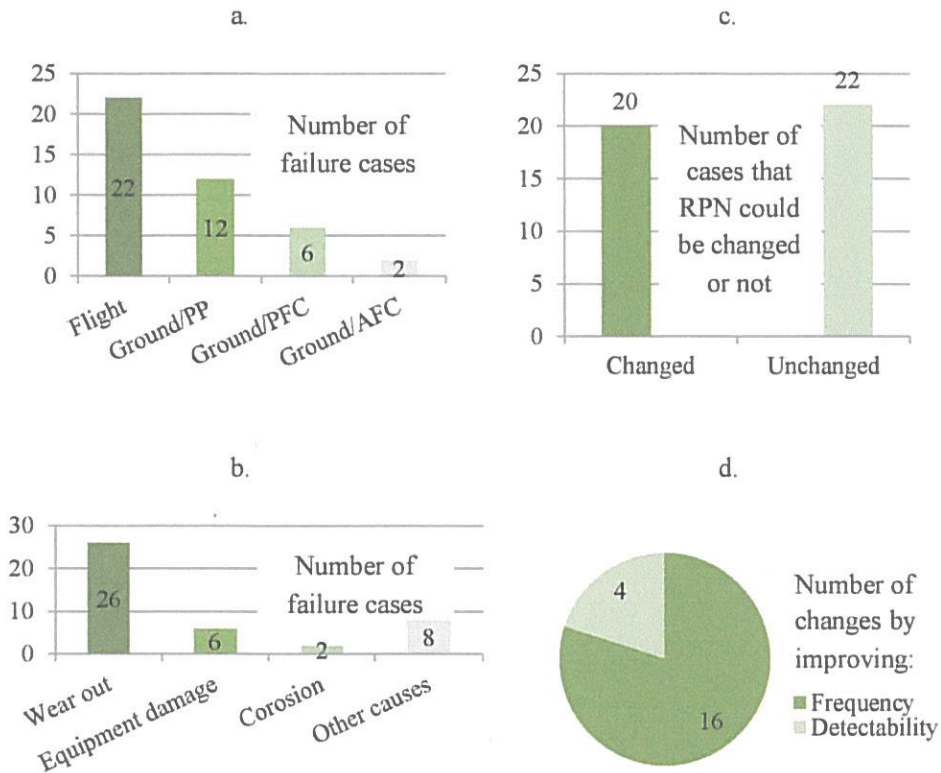 a.
25
20
15
10
5
0
Number of
failure cases
22
12
6
2
Flight
Ground/PP
Ground/PFC
Ground/AFC
c.
25
20
15
10
5
0
20
22
Number of
cases that
RPN could
be changed
or not
Changed
Unchanged
b.
30
20
10
0
Number of
failure cases
26
6
2
8
Wear out
Equipment damage
Corosion
Other causes
d.
4
16
Number of
changes by
improving:
Frequency
Detectability